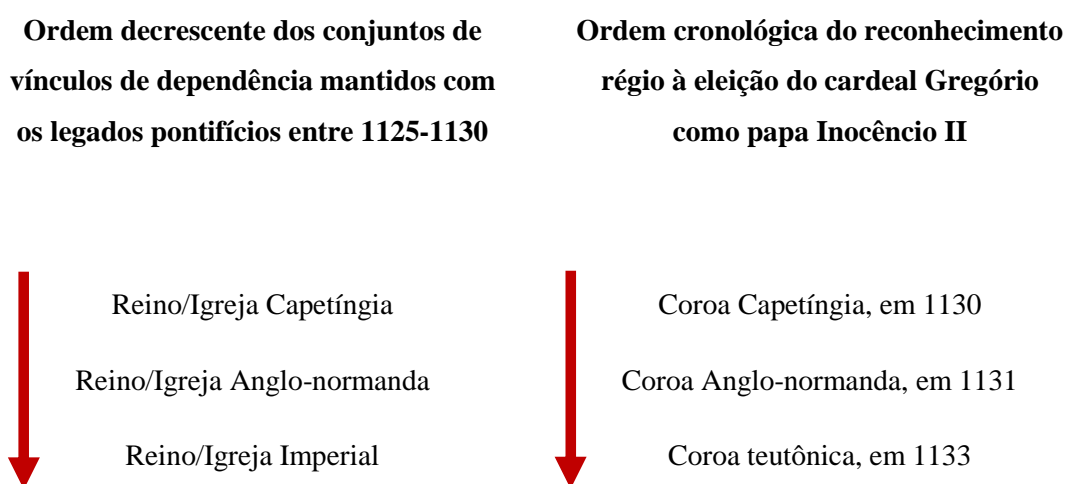 Ordem decrescente dos conjuntos de
vínculos de dependência mantidos com
os legados pontifícios entre 1125-1130
Ordem cronológica do reconhecimento
régio à eleição do cardeal Gregório
como papa Inocêncio II
Reino/Igreja Capetíngia
Reino/Igreja Anglo-normanda
Reino/Igreja Imperial
Coroa Capetíngia, em 1130
Coroa Anglo-normanda, em 1131
Coroa teutônica, em 1133